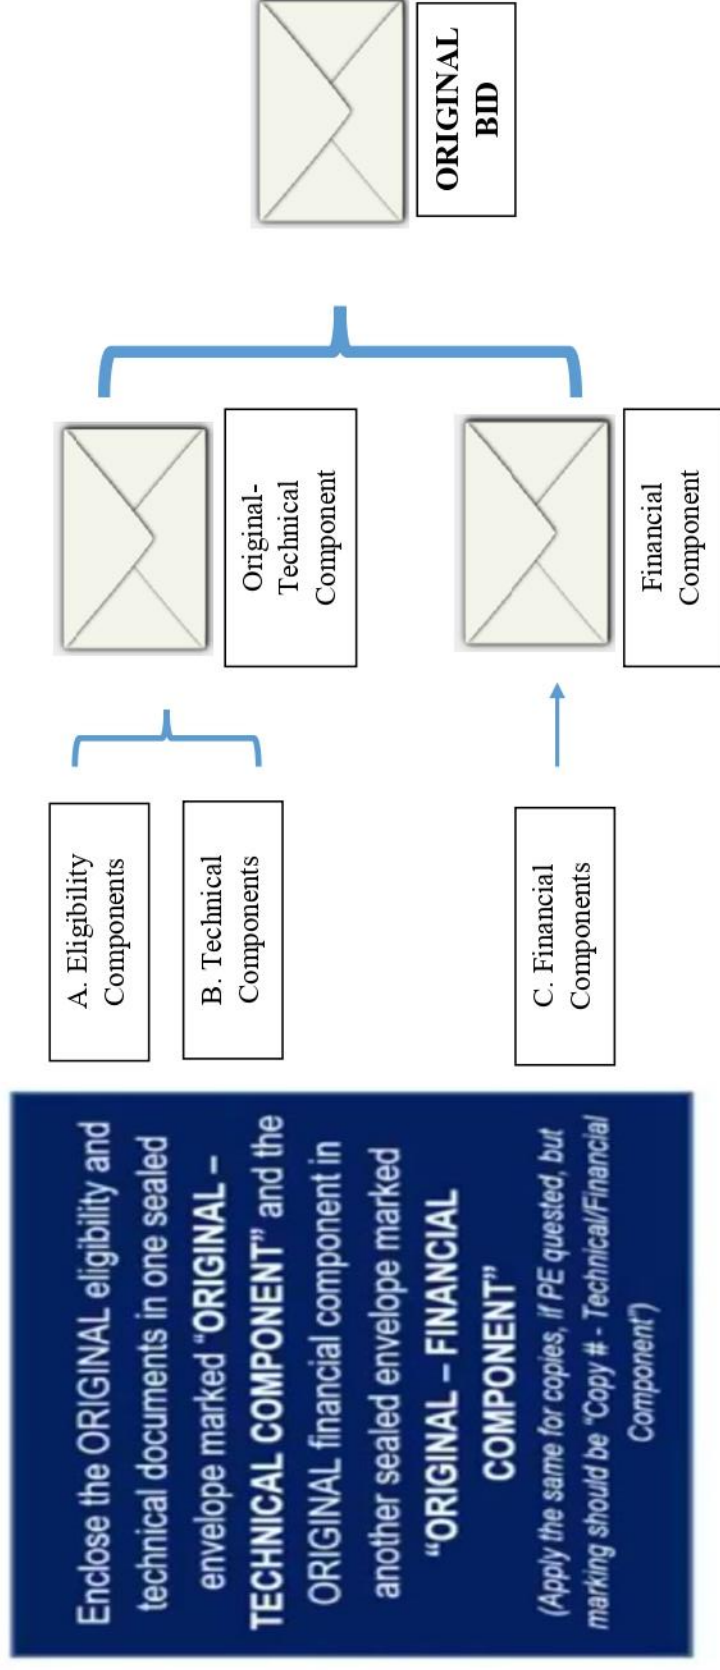 Enclose the ORIGINAL eligibility and
technical documents in one sealed
envelope marked "ORIGINAL –
TECHNICAL COMPONENT" and the
ORIGINAL financial component in
another sealed envelope marked
"ORIGINAL – FINANCIAL
COMPONENT"
(Apply the same for copies, if PE quested, but
marking should be "Copy # - Technical/Financial
Component")
A. Eligibility
Components
B. Technical
Components
C. Financial
Components
Original-
Technical
Component
Financial
Component
ORIGINAL
BID